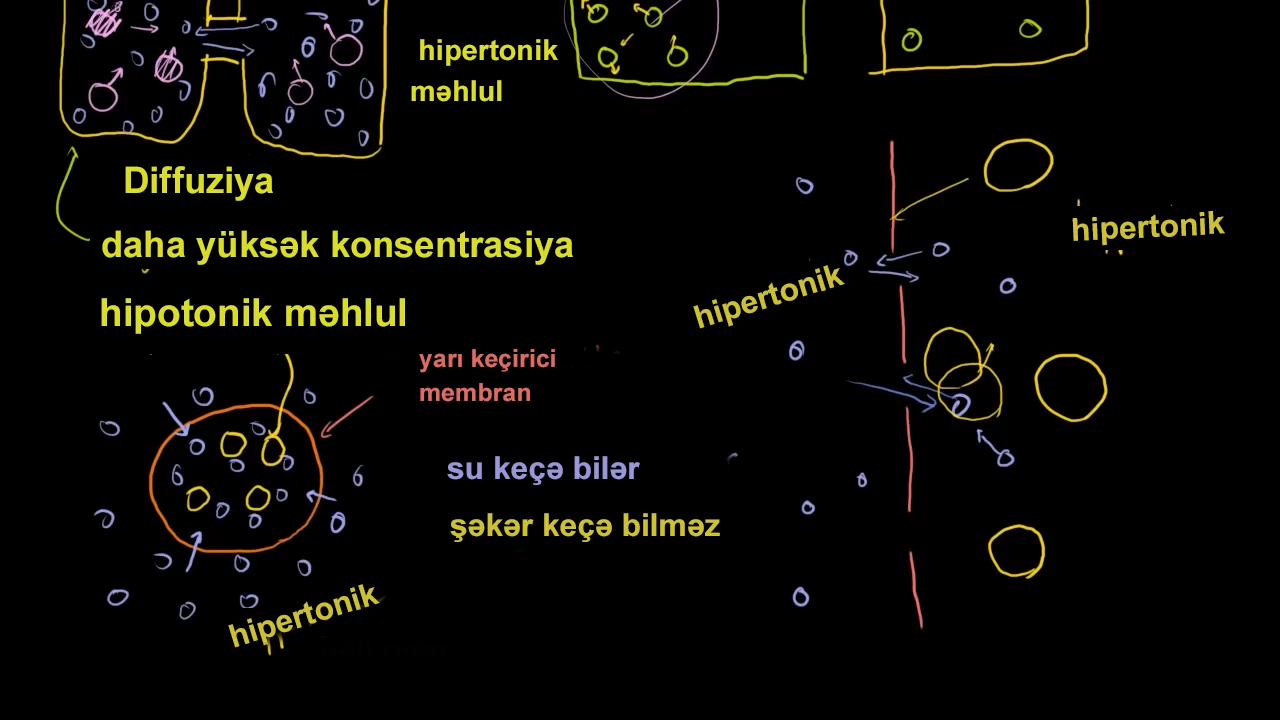 hipertonik
məhlul
Diffuziya
daha yüksək konsentrasiya
hipotonik məhlul
yarı keçirici
membran
su keçə bilər
şəkər keçə bilməz
hipertonik
hipertonik
hipertonik